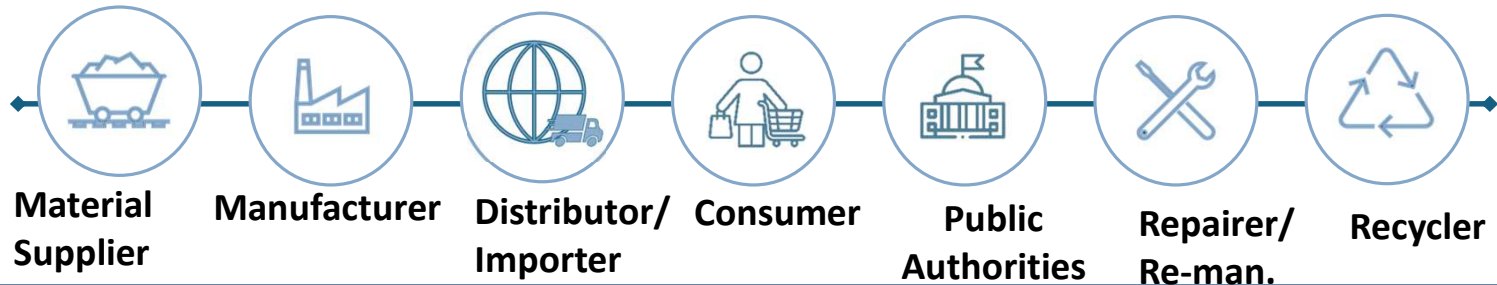 Material
Supplier
Manufacturer
Distributor/
Importer
Consumer
Public
Authorities
Repairer/
Re-man.
Recycler